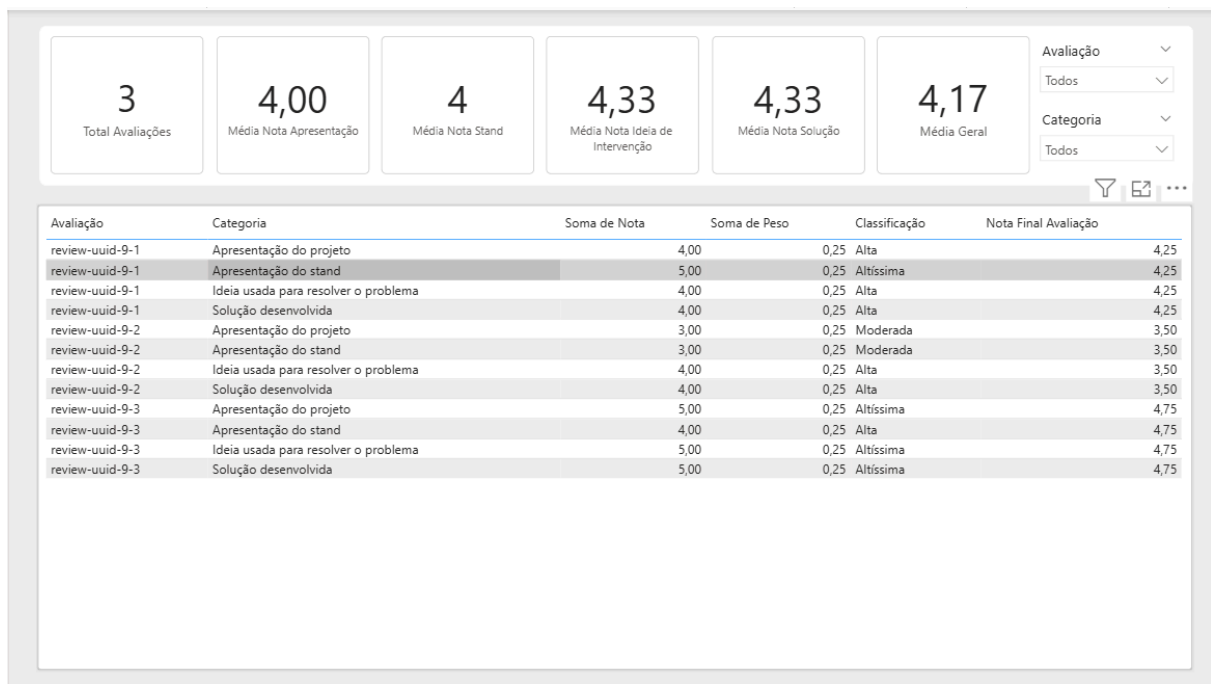 3
Total Avaliações
4,00
Média Nota Apresentação
4
Média Nota Stand
4,33
Média Nota Ideia de
Intervenção
4,33
Média Nota Solução
4,17
Média Geral
Avaliação
Todos
Categoria
Todos
Avaliação Categoria Soma de Nota Soma de Peso Classificação Nota Final Avaliação
review-uuid-9-1 Apresentação do projeto 4,00 0,25 Alta 4,25
review-uuid-9-1 Apresentação do stand 5,00 0,25 Altíssima 4,25
review-uuid-9-1 Ideia usada para resolver o problema 4,00 0,25 Alta 4,25
review-uuid-9-1 Solução desenvolvida 4,00 0,25 Alta 4,25
review-uuid-9-2 Apresentação do projeto 3,00 0,25 Moderada 3,50
review-uuid-9-2 Apresentação do stand 3,00 0,25 Moderada 3,50
review-uuid-9-2 Ideia usada para resolver o problema 4,00 0,25 Alta 3,50
review-uuid-9-2 Solução desenvolvida 4,00 0,25 Alta 3,50
review-uuid-9-3 Apresentação do projeto 5,00 0,25 Altíssima 4,75
review-uuid-9-3 Apresentação do stand 4,00 0,25 Alta 4,75
review-uuid-9-3 Ideia usada para resolver o problema 5,00 0,25 Altíssima 4,75
review-uuid-9-3 Solução desenvolvida 5,00 0,25 Altíssima 4,75